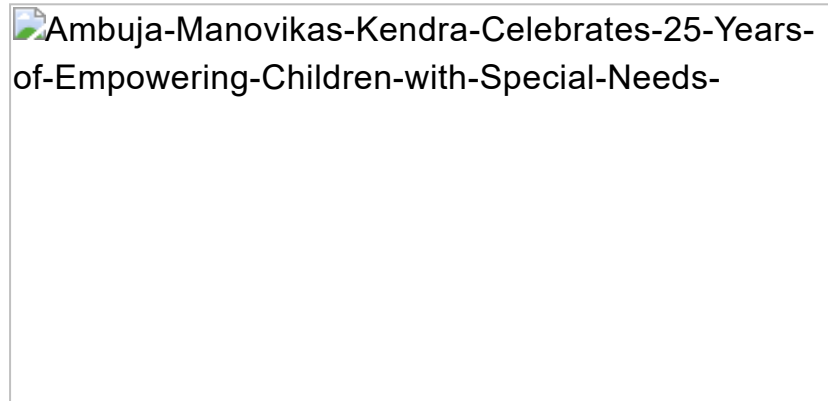 Ambuja-Manovikas-Kendra-Celebrates-25-Years-
of-Empowering-Children-with-Special-Needs-